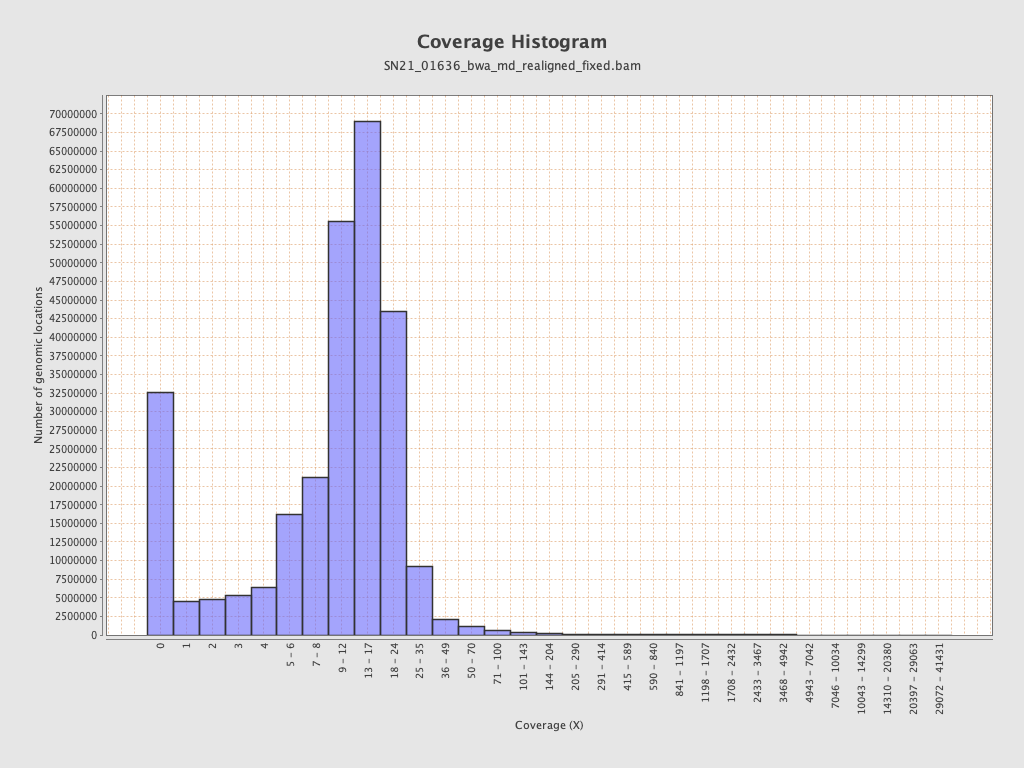 Coverage Histogram
SN21_01636_bwa_md_realigned_fixed.bam
Number of genomic locations
70000000
67500000
65000000
62500000
60000000
57500000
55000000
52500000
50000000
47500000
45000000
42500000
40000000
37500000
35000000
32500000
30000000
27500000
25000000
22500000
20000000
17500000
15000000
12500000
10000000
7500000
5000000
2500000
0
0
1
2
3
4
5 - 6
7 - 8
9 - 12
13 - 17
18 - 24
25 - 35
36 - 49
50 - 70
71 - 100
101 - 143
144 - 204
205 - 290
291 - 414
415 - 589
590 - 840
841 - 1197
1198 - 1707
1708 - 2432
2433 - 3467
3468 - 4942
4943 - 7042
7046 - 10034
10043 - 14299
14310 - 20380
20397 - 29063
29072 - 41431
Coverage (X)